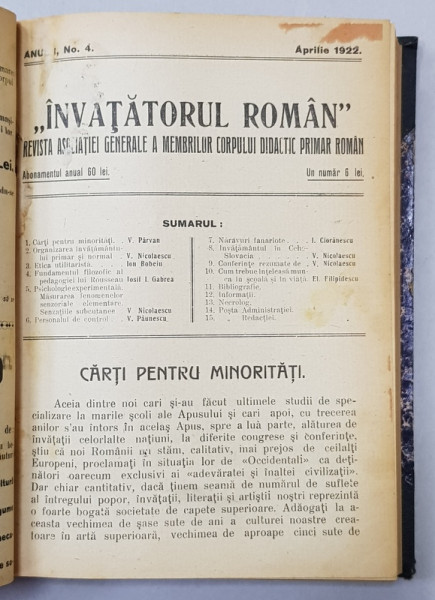 ANUL I, No. 4.
Aprilie 1922.
„ÎNVĂŢĂTORUL ROMÂN”
REVISTA ASOCIAŢIEI GENERALE A MEMBRILOR CORPULUI DIDACTIC PRIMAR ROMÂN
Abonamentul anual 60 lei.
Un număr 6 lei.
SUMARUL :
1. Cărţi pentru minorităţi. V. Pârvan
2. Organizarea învăţământu-
lui primar şi normal V. Nicolaescu
3. Etica utilitaristă. Ion Buhciu
4. Fundamentul filozofic al
pedagogiei lui Rousseau Iosif I. Gabrea
5. Psichologie experimentală.
Măsurarea fenomenelor
senzoriale elementare.
Senzaţiile subcutanee V. Nicolaescu
6. Personalul de control V. Păunescu
7. Năravuri fanariote I. Ciorănescu
8. Învăţământul în Ceho-
Slovacia V. Nicolaescu
9. Conferinţe rezumate de V. Nicolaescu
10. Cum trebue înţeleasă mun-
ca în şcoală şi în viaţă El. Filipidescu
11. Bibliografie,
12. Informaţii.
13. Necrolog,
14. Poşta Administraţiei.
15. „ Redacţiei.
CĂRŢI PENTRU MINORITĂŢI.
Aceia dintre noi cari şi-au făcut ultimele studii de spe-
cializare la marile şcoli ale Apusului şi cari apoi, cu trecerea
anilor s'au întors în acelaş Apus, spre a luà parte, alăturea de
învăţaţii celorlalte naţiuni, la diferite congrese şi conferinţe,
ştiu că noi Românii nu stăm, calitativ, mai prejos de ceilalţi
Europeni, proclamaţi în situaţia lor de «Occidentali» ca deţi-
nători oarecum exclusivi ai «adevăratei şi înaltei civilizaţii».
Dar chiar cantitativ, dacă ţinem seamă de numărul de suflete
al întregului popor, învăţaţii, literaţii şi artiştii noştri reprezintă
o foarte bogată societate de capete superioare. Adăogaţi la a-
ceasta vechimea de şase sute de ani a culturei noastre crea-
toare în artă superioară, vechimea de aproape cinci sute de